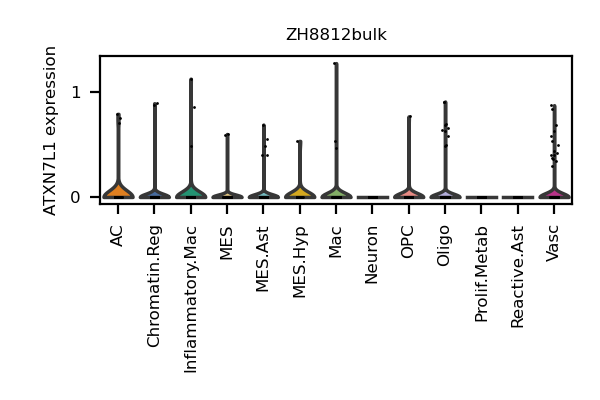 ZH8812bulk
ATXN7L1 expression
1
0
AC
Chromatin.Reg
Inflammatory.Mac
MES
MES.Ast
MES.Hyp
Mac
Neuron
OPC
Oligo
Prolif.Metab
Reactive.Ast
Vasc